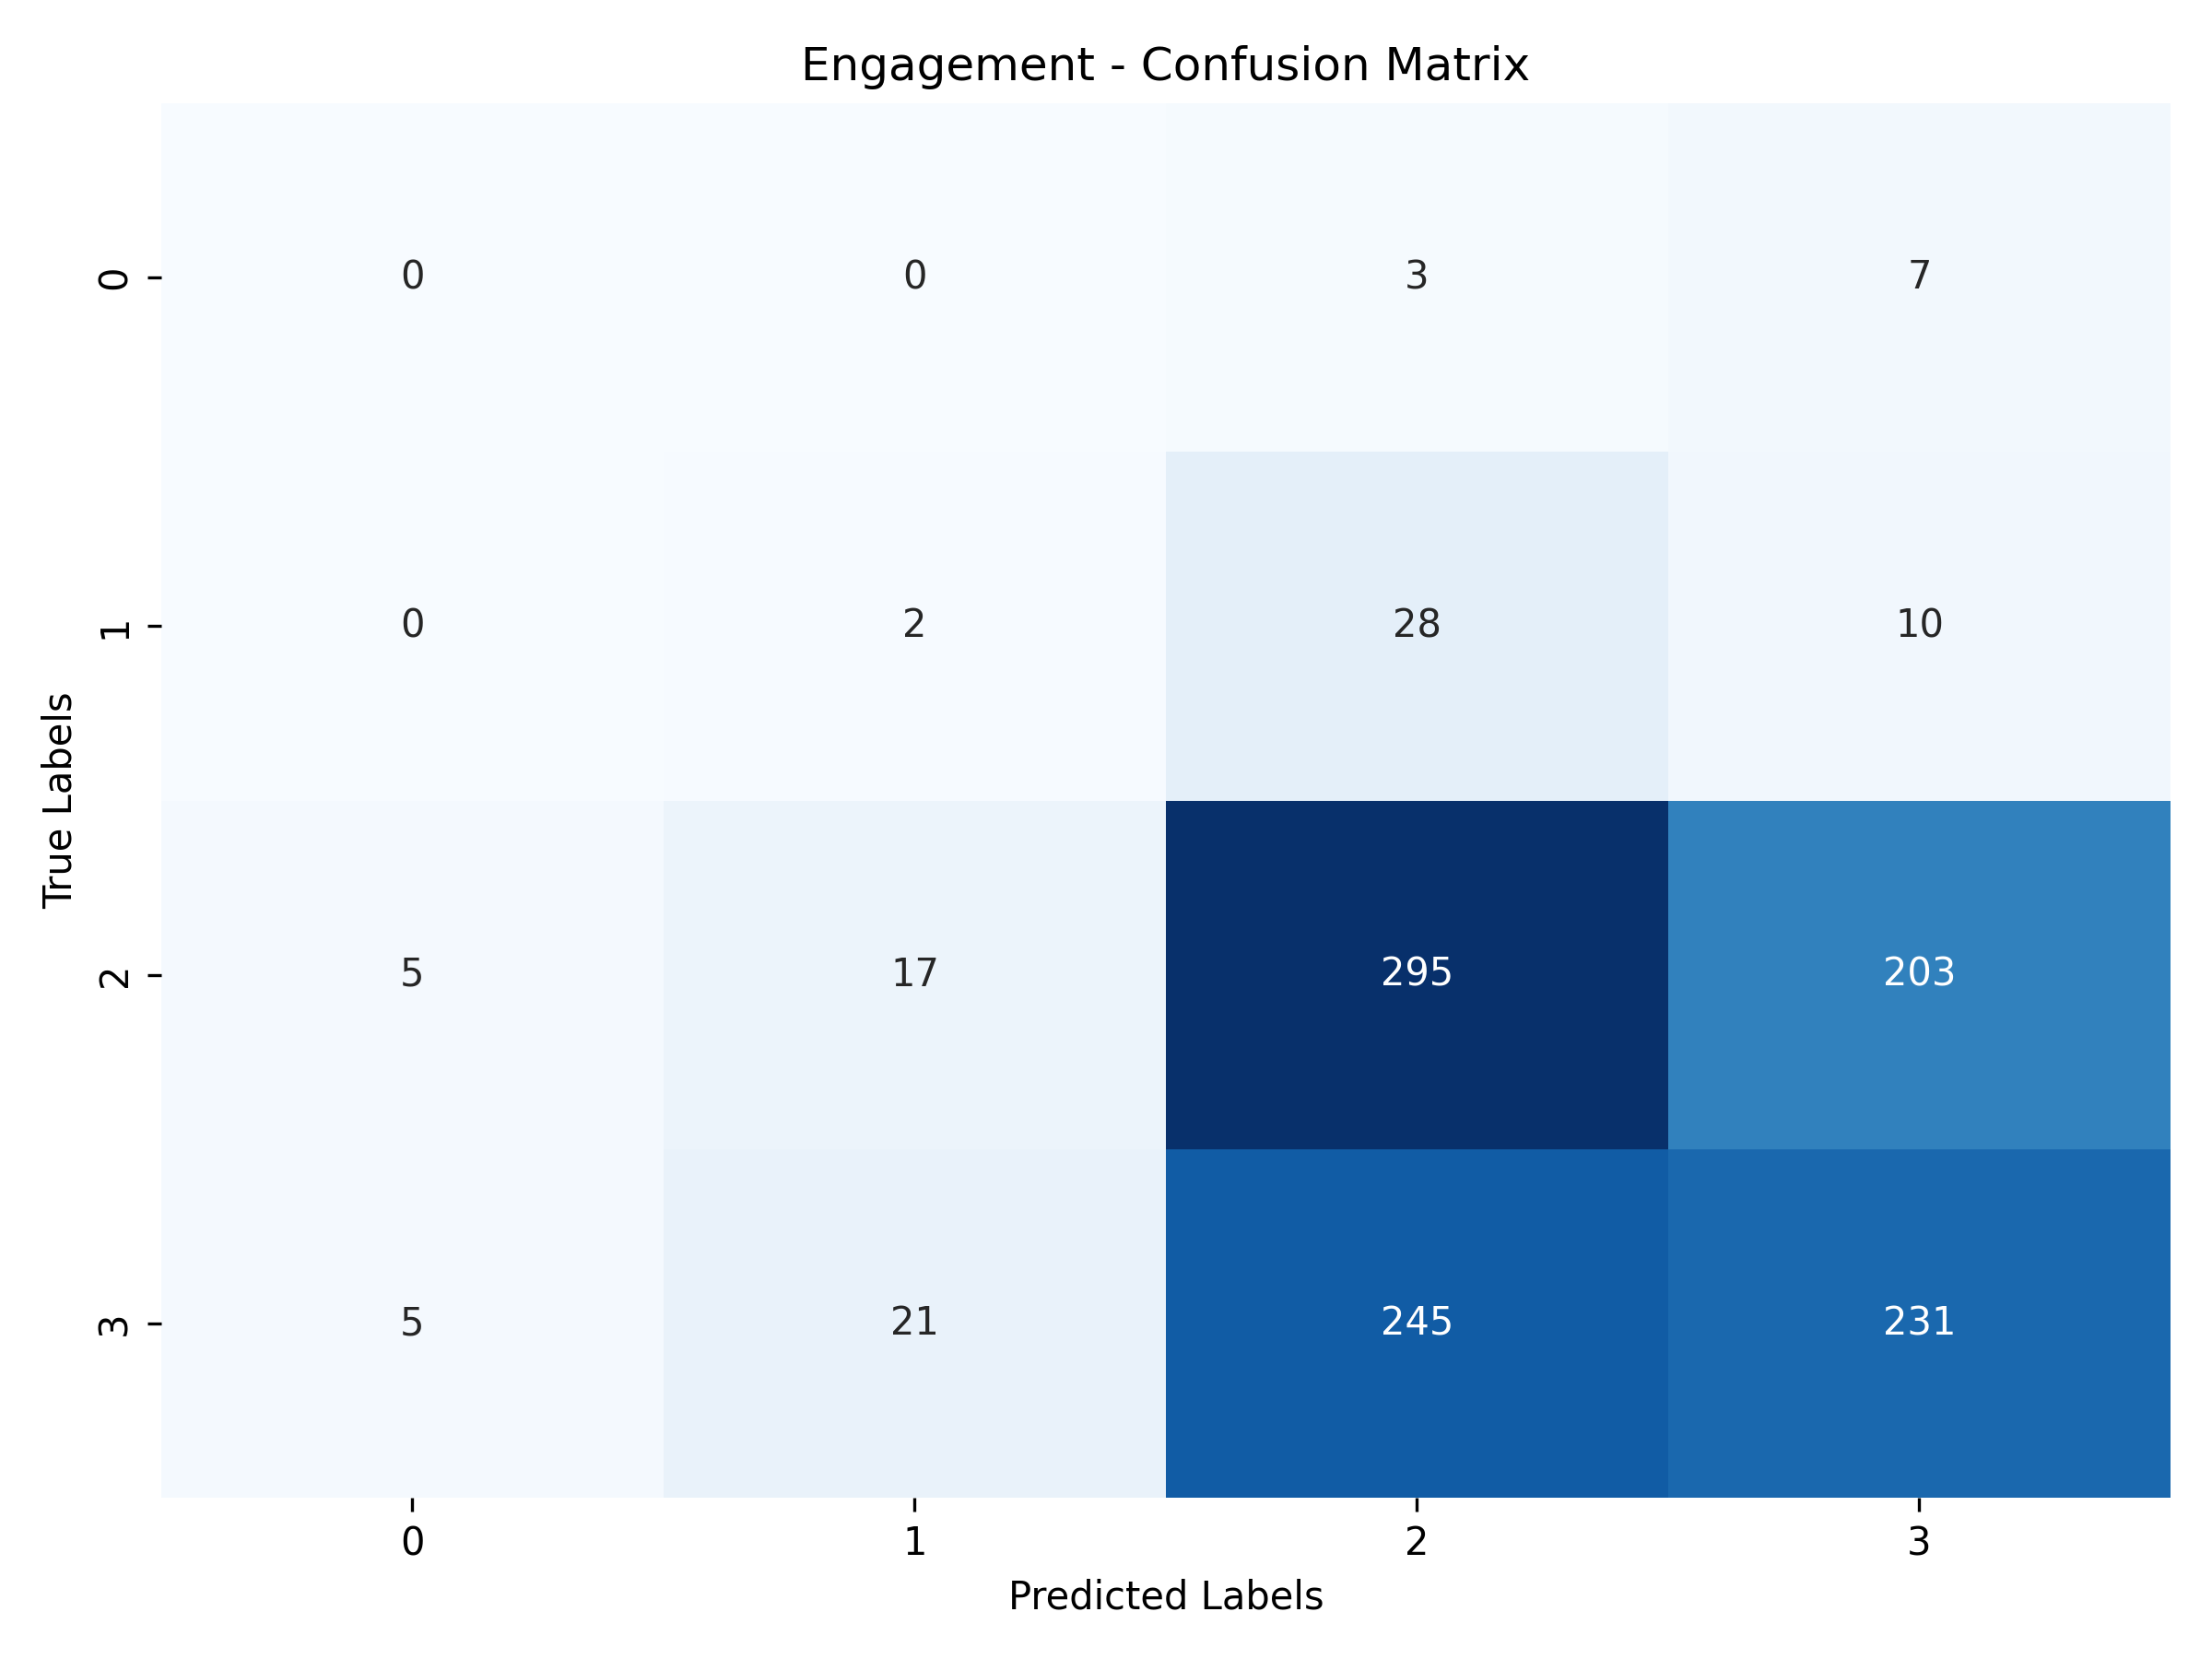 Engagement - Confusion Matrix
True Labels
0 0 0 3 7
1 0 2 28 10
2 5 17 295 203
3 5 21 245 231
0 1 2 3
Predicted Labels